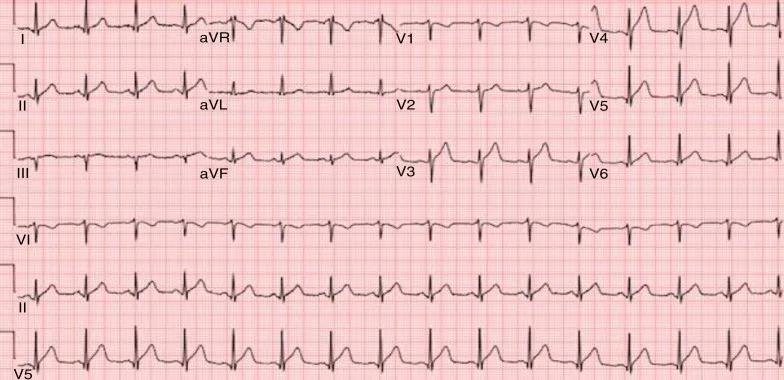 I aVR V1 V4
II aVL V2 V5
III aVF V3 V6
VI
II
V5